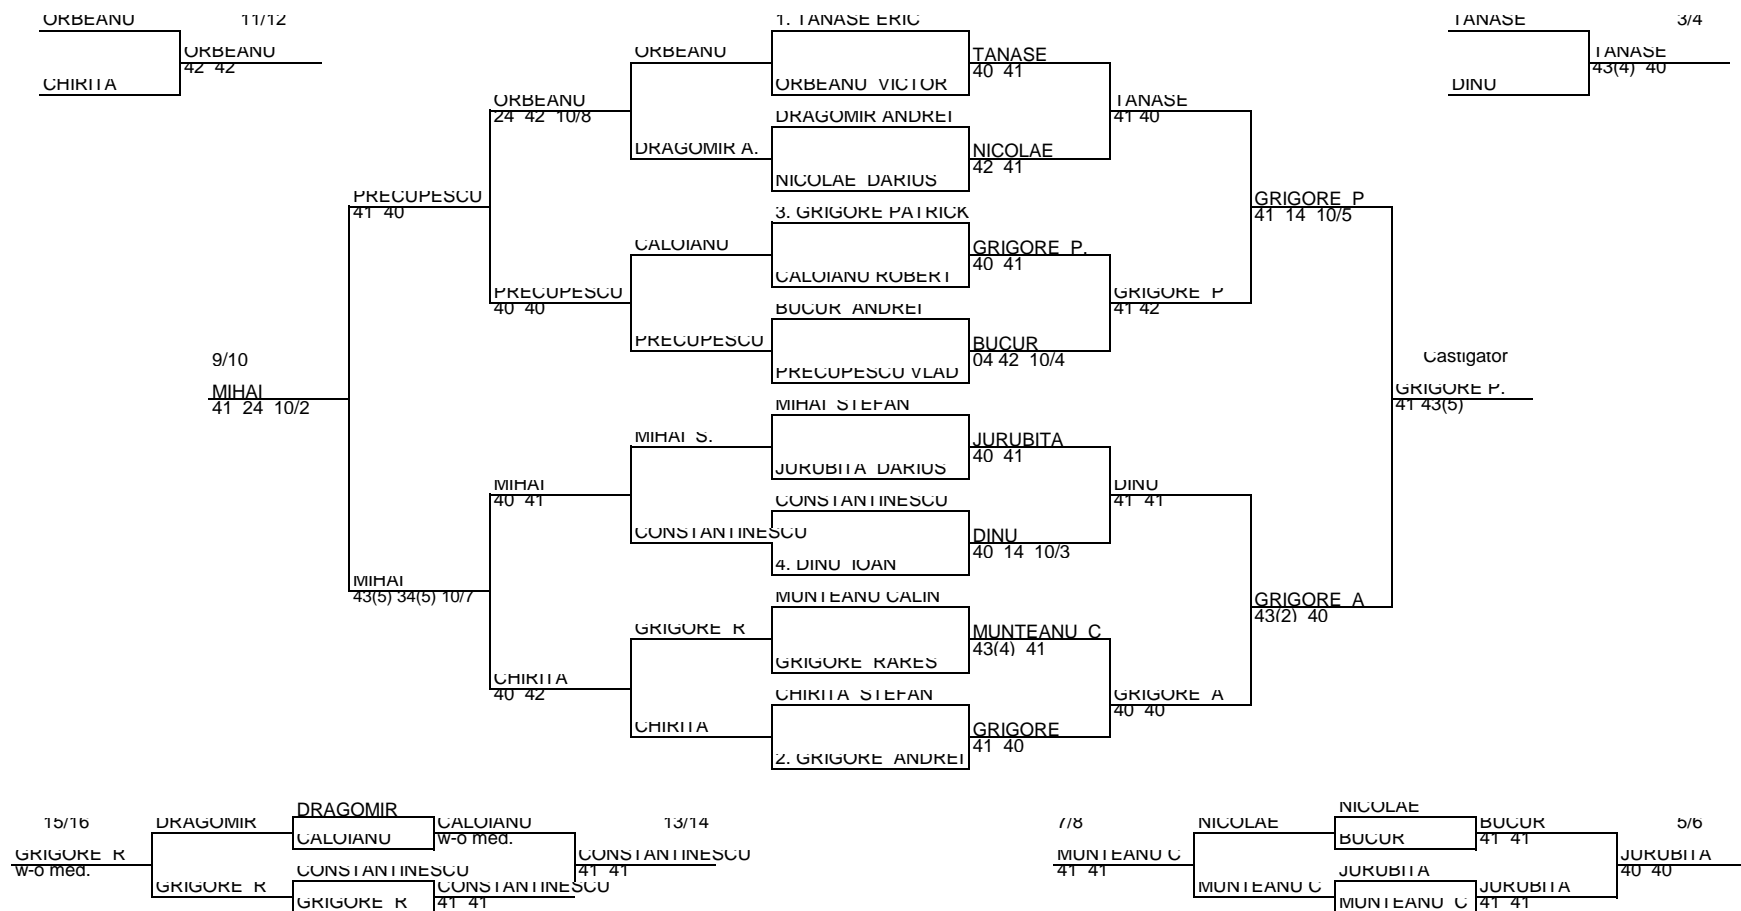 ORBEANU 11/12
ORBEANU
42 42
CHIRITA
TANASE 3/4
TANASE
43(4) 40
DINU
1. TANASE ERIC
ORBEANU
TANASE
40 41
ORBEANU VICTOR
ORBEANU
24 42 10/8
TANASE
41 40
DRAGOMIR ANDREI
DRAGOMIR A.
NICOLAE
42 41
NICOLAE DARIUS
PRECUPESCU
41 40
GRIGORE P
41 14 10/5
3. GRIGORE PATRICK
CALOIANU
GRIGORE P.
40 41
CALOIANU ROBERT
PRECUPESCU
40 40
GRIGORE P
41 42
BUCUR ANDREI
PRECUPESCU
BUCUR
04 42 10/4
PRECUPESCU VLAD
9/10
MIHAI
41 24 10/2
Castigator
GRIGORE P.
41 43(5)
MIHAI STEFAN
MIHAI S.
JURUBITA
40 41
JURUBITA DARIUS
MIHAI
40 41
DINU
41 41
CONSTANTINESCU
CONSTANTINESCU
DINU
40 14 10/3
4. DINU IOAN
MIHAI
43(5) 34(5) 10/7
GRIGORE A
43(2) 40
MUNTEANU CALIN
GRIGORE R
MUNTEANU C
43(4) 41
GRIGORE RARES
CHIRITA
40 42
GRIGORE A
40 40
CHIRITA STEFAN
CHIRITA
GRIGORE
41 40
2. GRIGORE ANDREI
15/16
DRAGOMIR
DRAGOMIR
CALOIANU
CALOIANU
w-o med.
13/14
GRIGORE R
w-o med.
CONSTANTINESCU
41 41
CONSTANTINESCU
GRIGORE R
CONSTANTINESCU
41 41
GRIGORE R
7/8
NICOLAE
NICOLAE
BUCUR
BUCUR
41 41
5/6
MUNTEANU C
41 41
JURUBITA
40 40
JURUBITA
MUNTEANU C
JURUBITA
41 41
MUNTEANU C